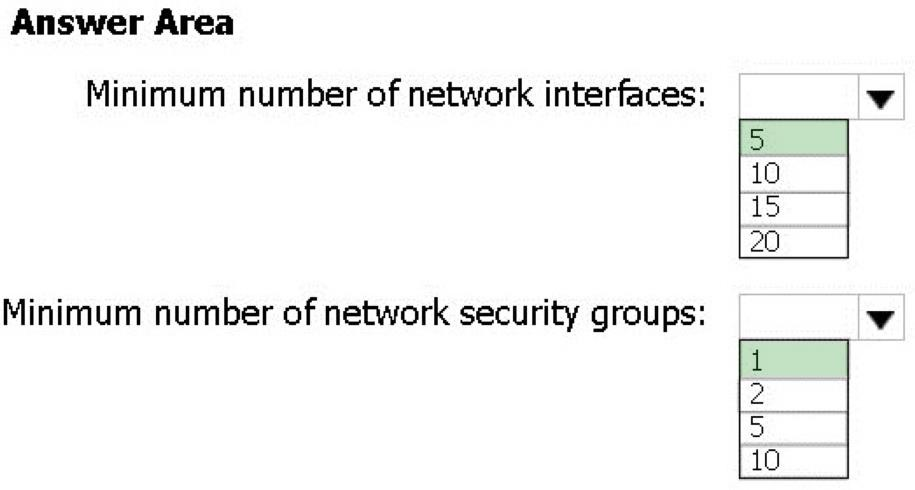 Answer Area
Minimum number of network interfaces:
5
10
15
20
Minimum number of network security groups:
1
2
5
10